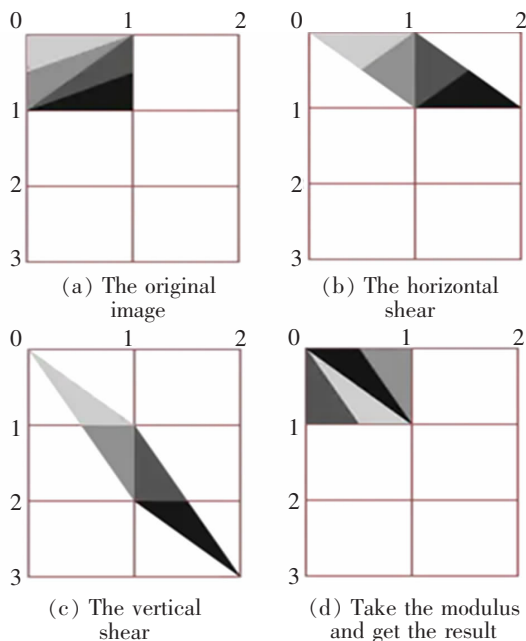 0 1 2
1
2
3
(a) The original
image
0 1 2
1
2
3
(b) The horizontal
shear
0 1 2
1
2
3
(c) The vertical
shear
0 1 2
1
2
3
(d) Take the modulus
and get the result